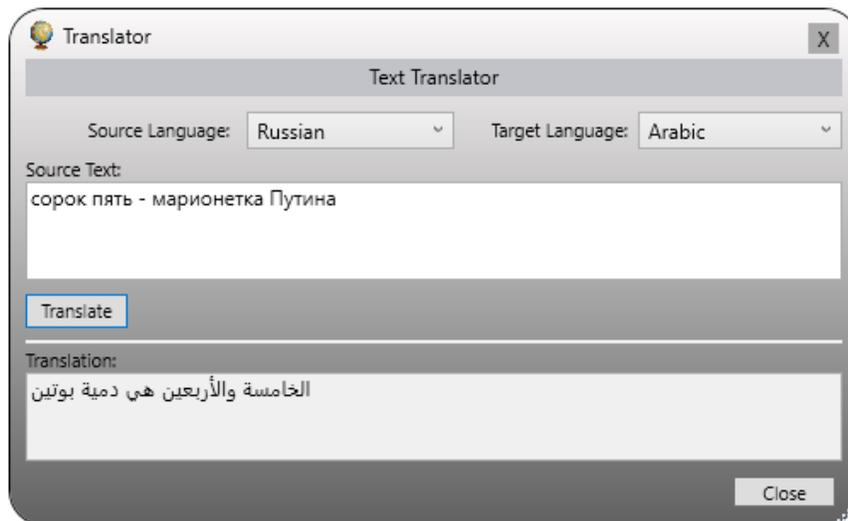 Translator
X
Text Translator
Source Language: Russian Target Language: Arabic
Source Text:
сорок пять - марионетка Путина
Translate
Translation:
الخامسة والأربعين هي دمية بوتين
Close